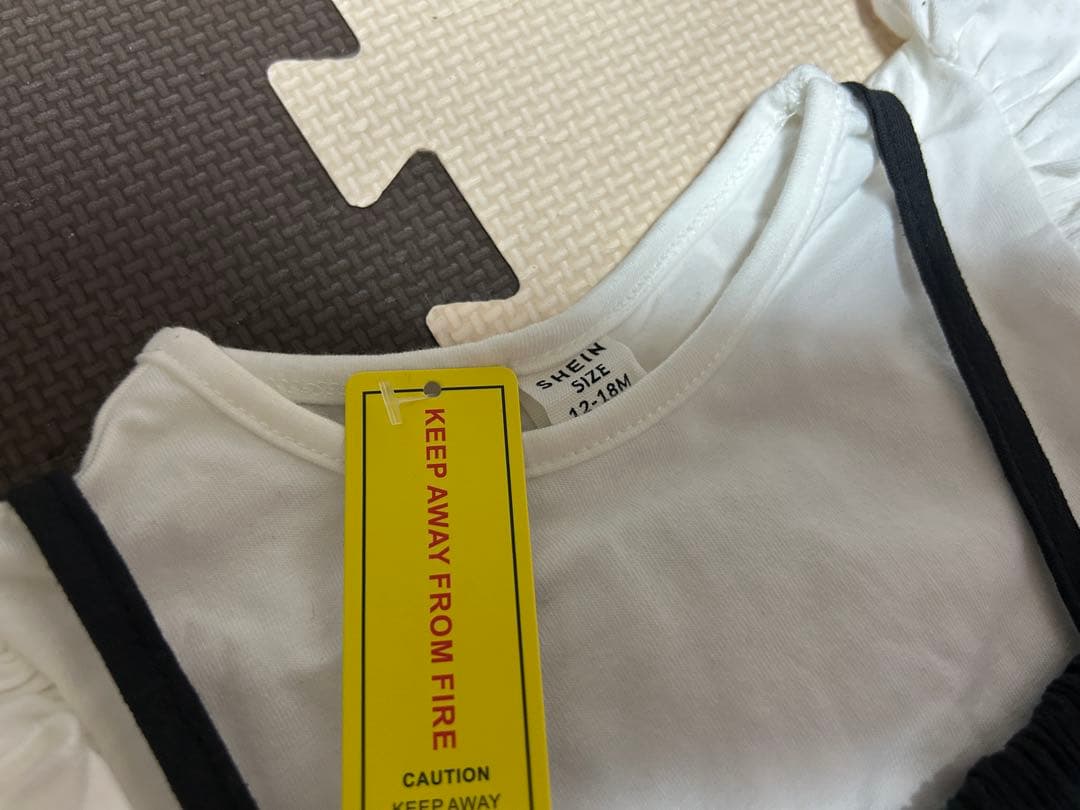 SHEIN
SIZE
12-18M
KEEP AWAY FROM FIRE
CAUTION
KEEP AWAY